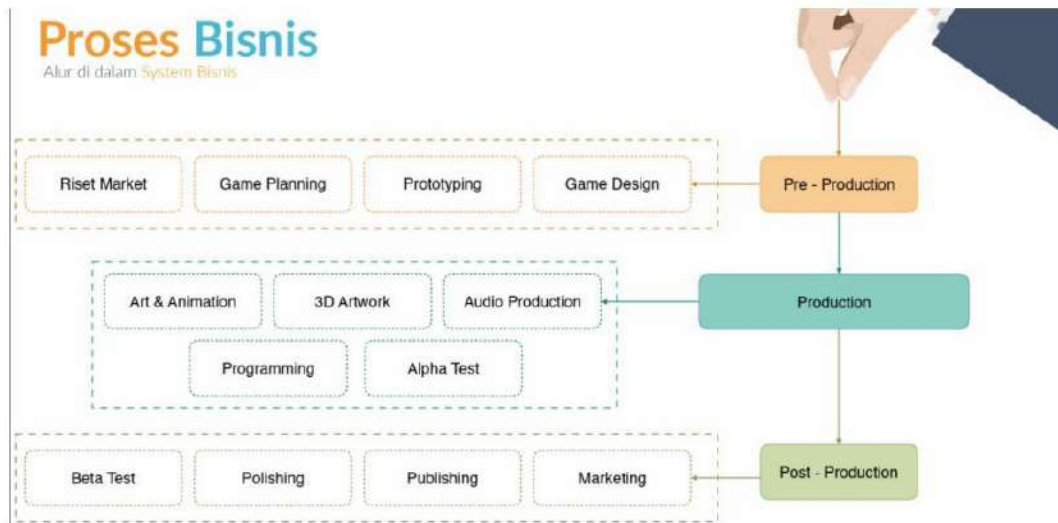 Proses Bisnis
Alur di dalam System Bisnis
Riset Market
Game Planning
Prototyping
Game Design
Pre - Production
Art & Animation
3D Artwork
Audio Production
Production
Programming
Alpha Test
Beta Test
Polishing
Publishing
Marketing
Post - Production